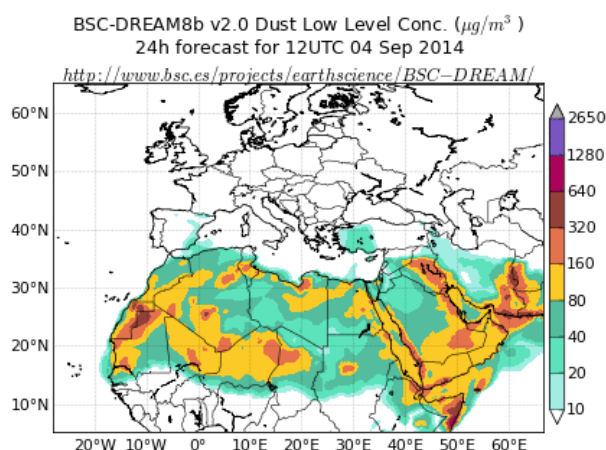 BSC-DREAM8b v2.0 Dust Low Level Conc. (μg/m³ )
24h forecast for 12UTC 04 Sep 2014
http://www.bsc.es/projects/earthscience/BSC−DREAM/
60°N
50°N
40°N
30°N
20°N
10°N
20°W
10°W
0°
10°E
20°E
30°E
40°E
50°E
60°E
2650
1280
640
320
160
80
40
20
10